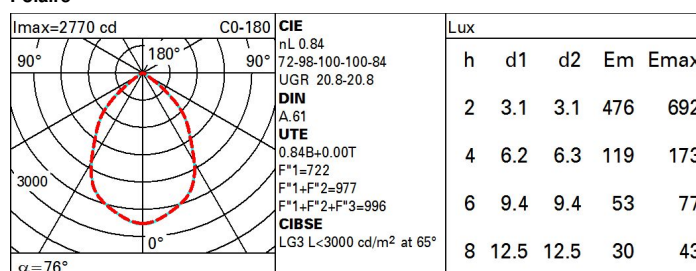 Imax=2770 cd C0-180
90° 180° 90°
3000
0°
α=76°
CIE
nL 0.84
72-98-100-100-84
UGR 20.8-20.8
DIN
A.61
UTE
0.84B+0.00T
F"1=722
F"1+F"2=977
F"1+F"2+F"3=996
CIBSE
LG3 L<3000 cd/m² at 65°
Lux
h d1 d2 Em Emax
2 3.1 3.1 476 692
4 6.2 6.3 119 173
6 9.4 9.4 53 77
8 12.5 12.5 30 43